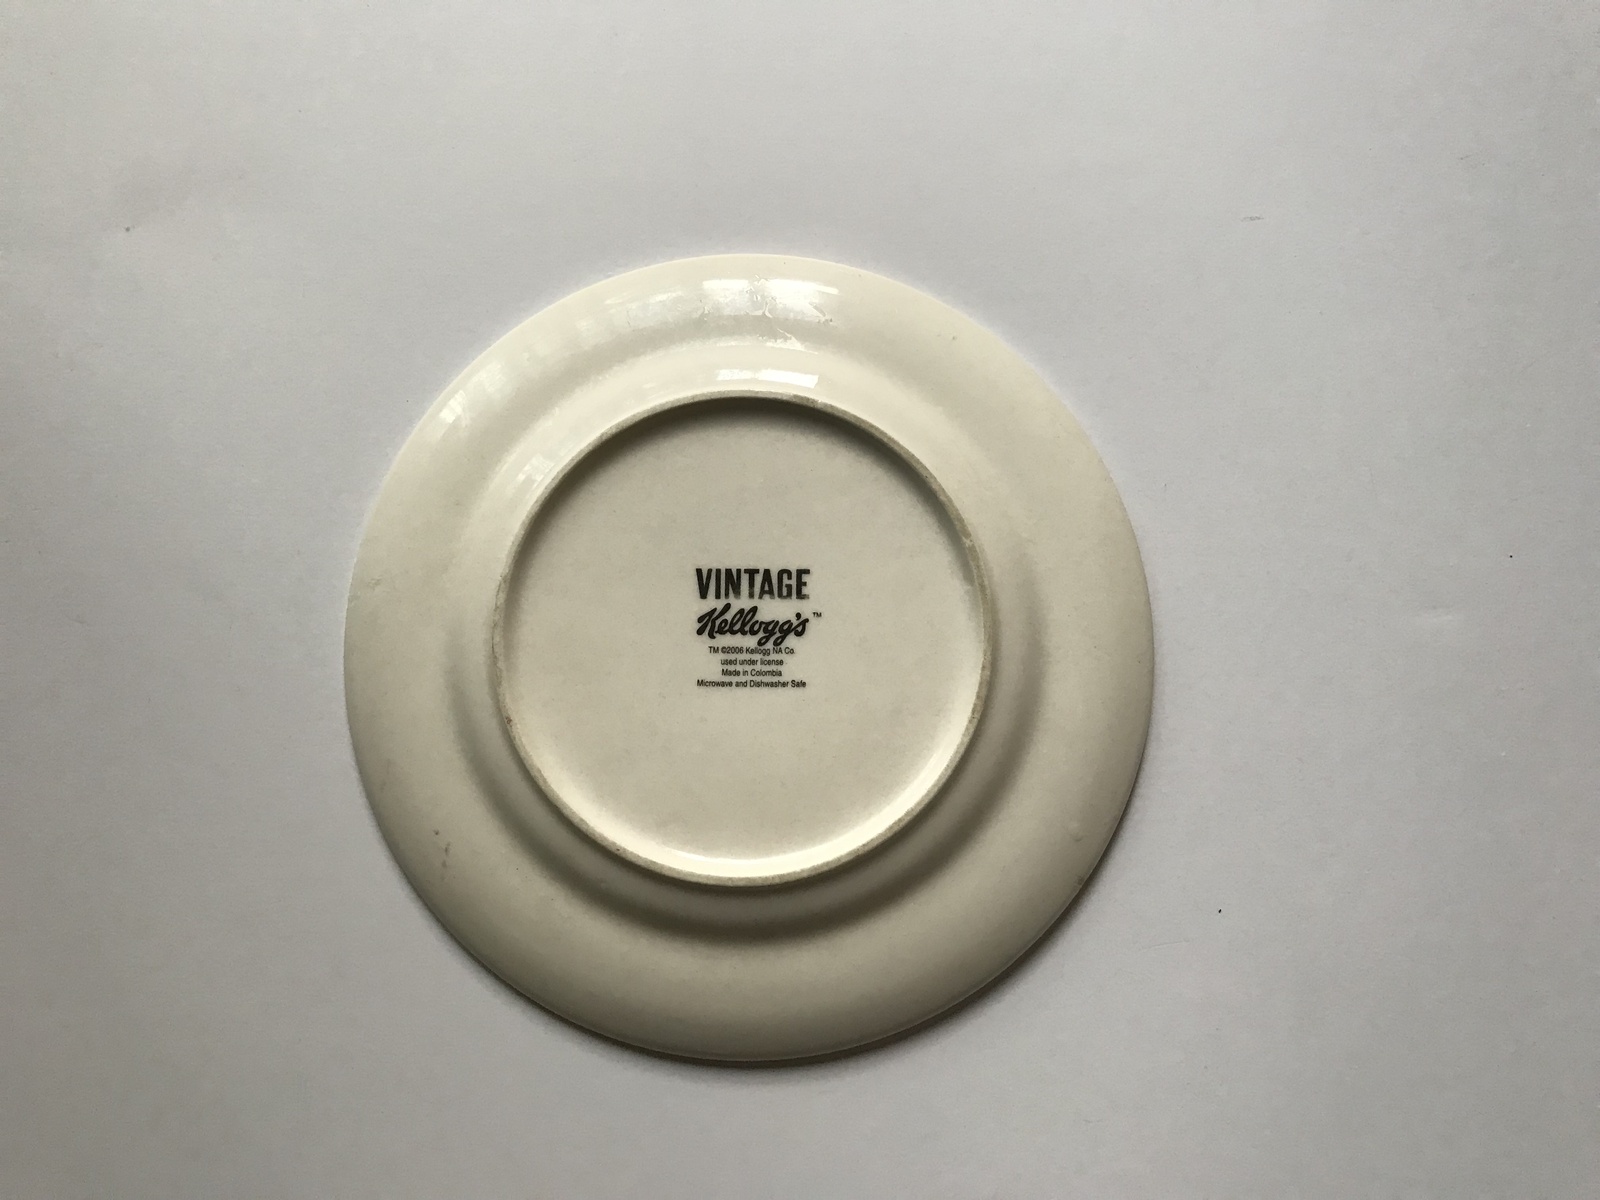 VINTAGE
Kellogg's™
TM ©2006 Kellogg NA Co.
used under license
Made in Colombia
Microwave and Dishwasher Safe